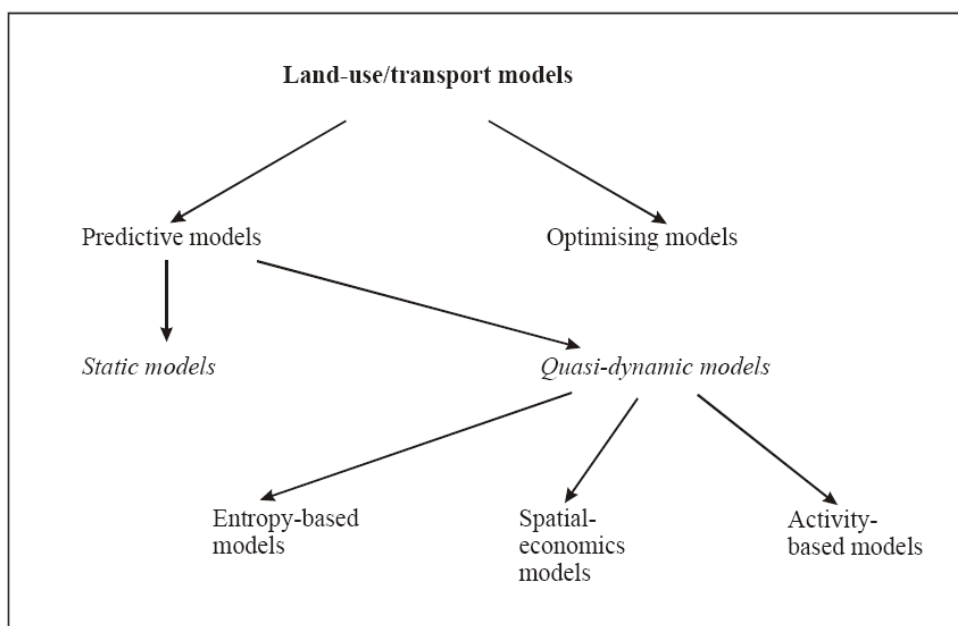 Land-use/transport models
Predictive models
Optimising models
Static models
Quasi-dynamic models
Entropy-based
models
Spatial-
economics
models
Activity-
based models